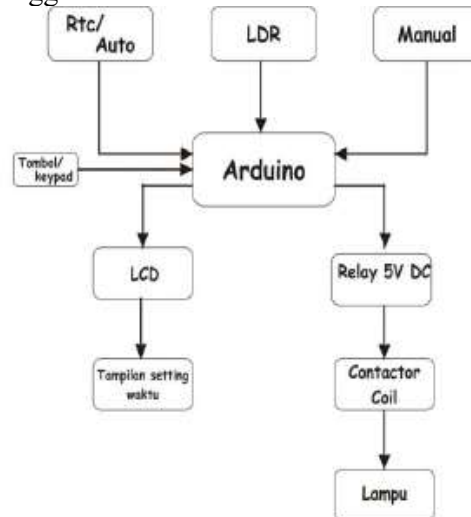 Rtc/
Auto
LDR
Manual
Tombol/
keypad
Arduino
LCD
Relay 5V DC
Tampilan setting
waktu
Contactor
Coil
Lampu